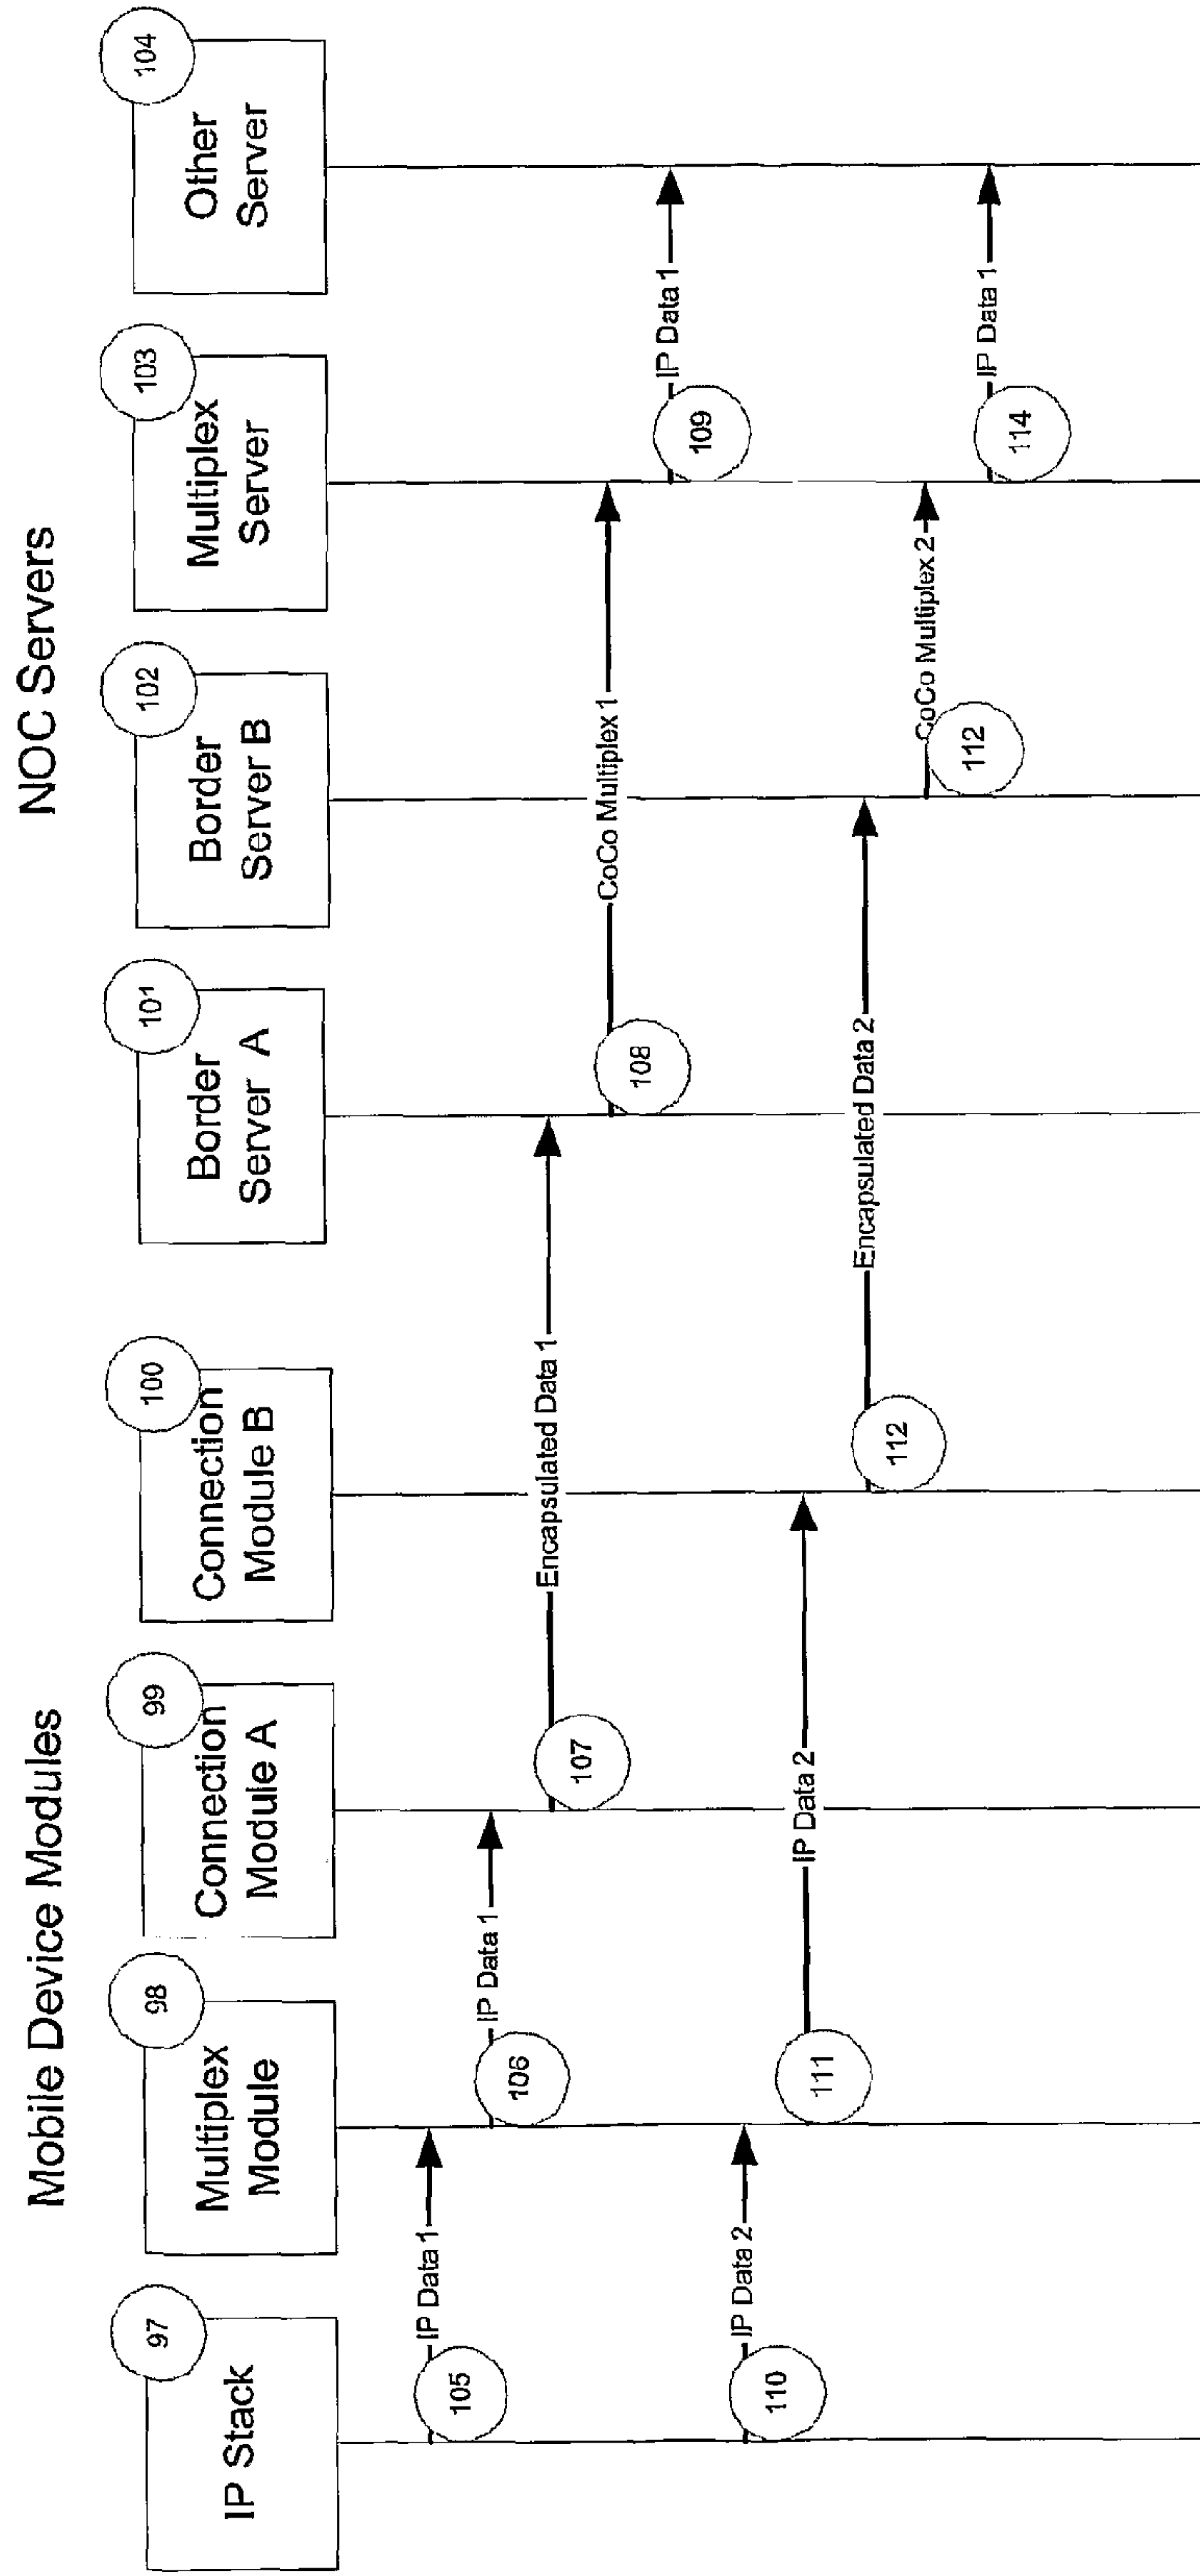 Mobile Device Modules
NOC Servers
97
IP Stack
98
Multiplex
Module
99
Connection
Module A
100
Connection
Module B
101
Border
Server A
102
Border
Server B
103
Multiplex
Server
104
Other
Server
IP Data 1
105
IP Data 1
106
Encapsulated Data 1
107
CoCo Multiplex 1
108
IP Data 1
109
IP Data 2
110
IP Data 2
111
Encapsulated Data 2
112
CoCo Multiplex 2
112
IP Data 1
114